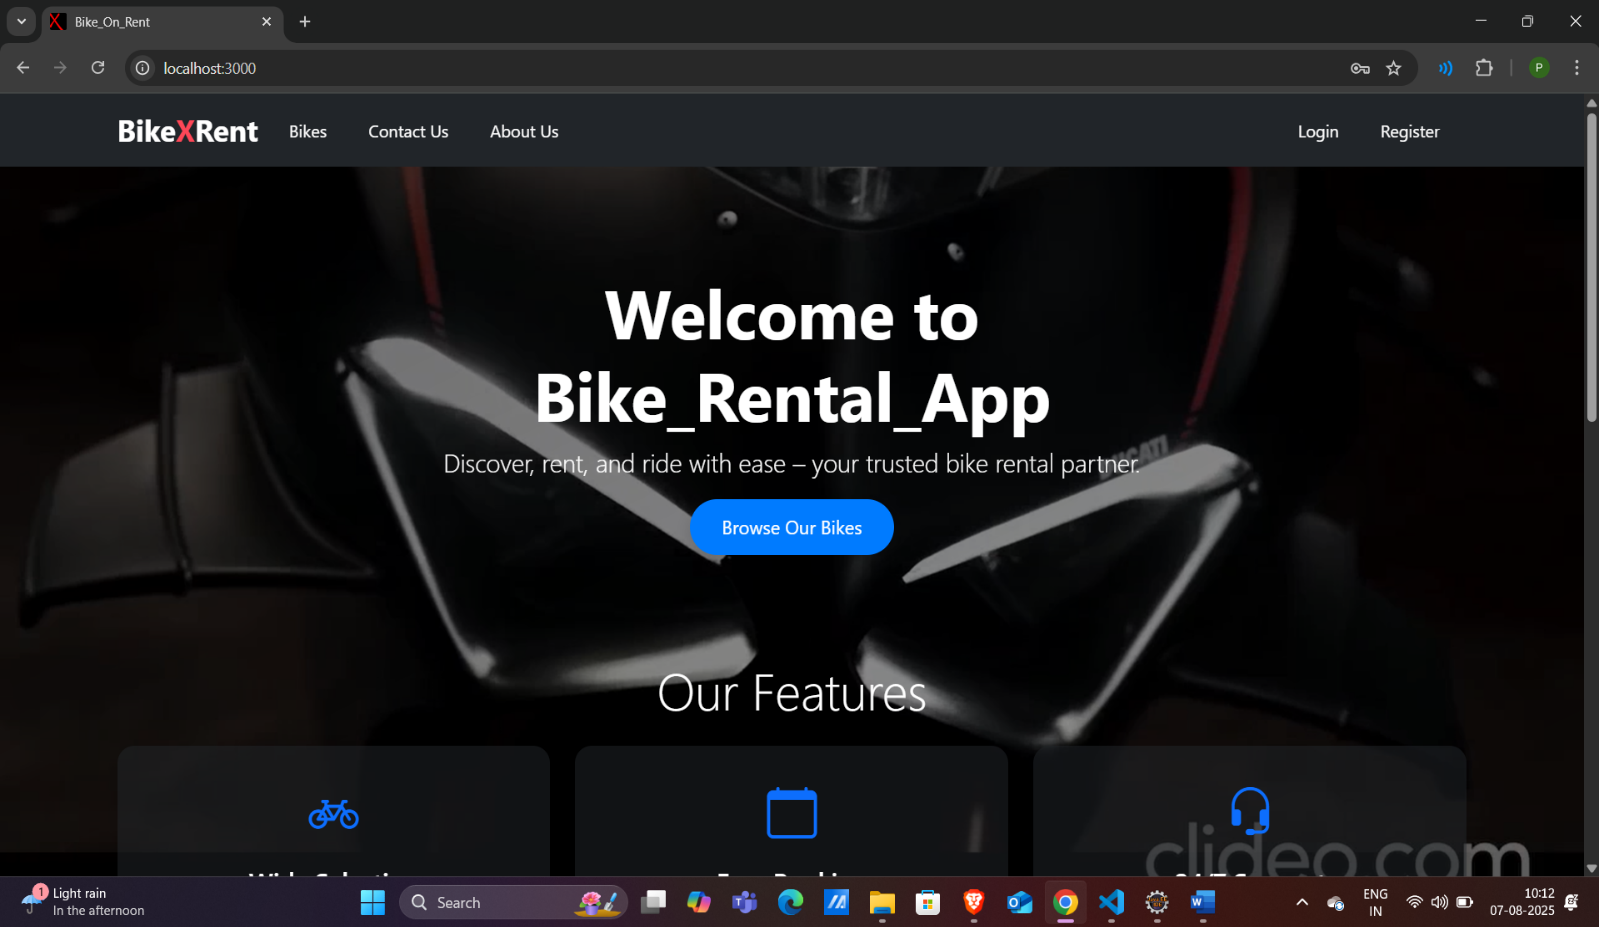 Bike_On_Rent
localhost:3000
P
BikeXRent
Bikes
Contact Us
About Us
Login
Register
Welcome to
Bike_Rental_App
DUCATI
Discover, rent, and ride with ease – your trusted bike rental partner.
Browse Our Bikes
Our Features
clideo.com
1
Light rain
In the afternoon
Search
ENG
IN
10:12
07-08-2025